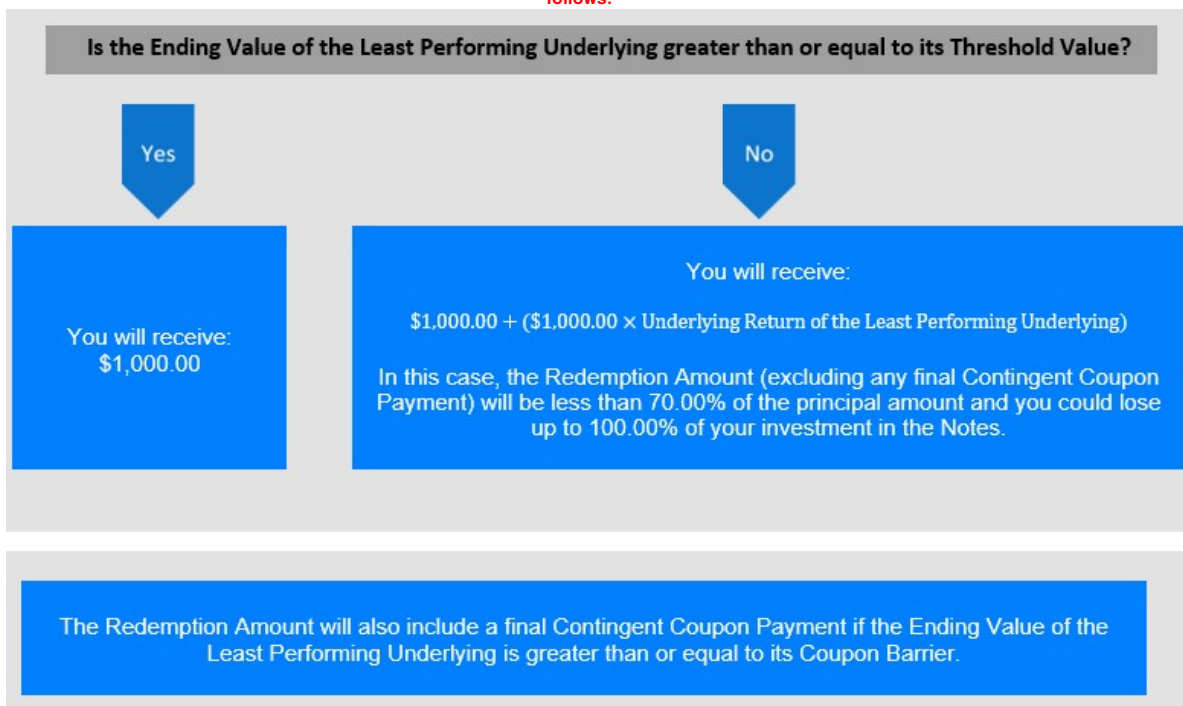 follows:
Is the Ending Value of the Least Performing Underlying greater than or equal to its Threshold Value?
Yes
No
You will receive:
$1,000.00
You will receive:
$1,000.00 + ($1,000.00 × Underlying Return of the Least Performing Underlying)
In this case, the Redemption Amount (excluding any final Contingent Coupon
Payment) will be less than 70.00% of the principal amount and you could lose
up to 100.00% of your investment in the Notes.
The Redemption Amount will also include a final Contingent Coupon Payment if the Ending Value of the
Least Performing Underlying is greater than or equal to its Coupon Barrier.